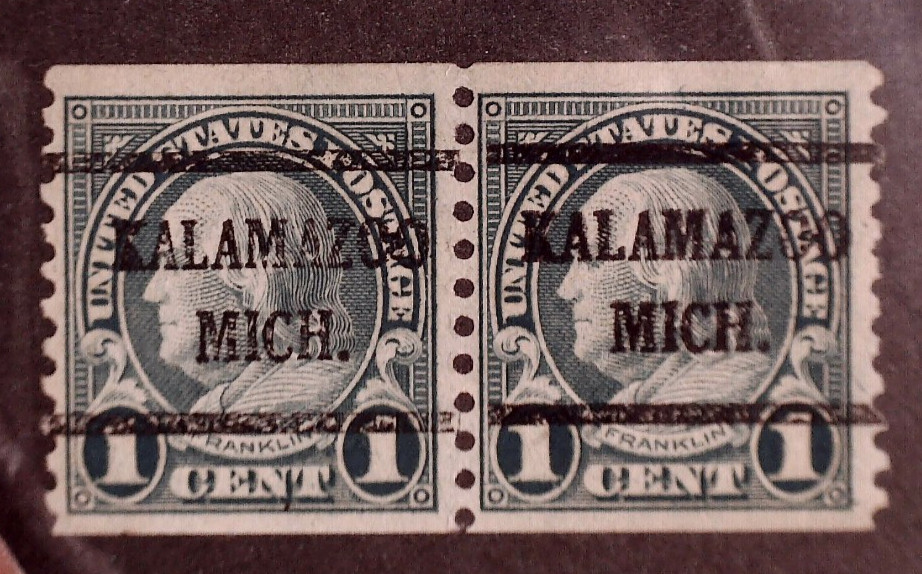 UNITED STATES POSTAGE
KALAMAZOO
MICH.
FRANKLIN
1 1
CENT
UNITED STATES POSTAGE
KALAMAZOO
MICH.
FRANKLIN
1 1
CENT